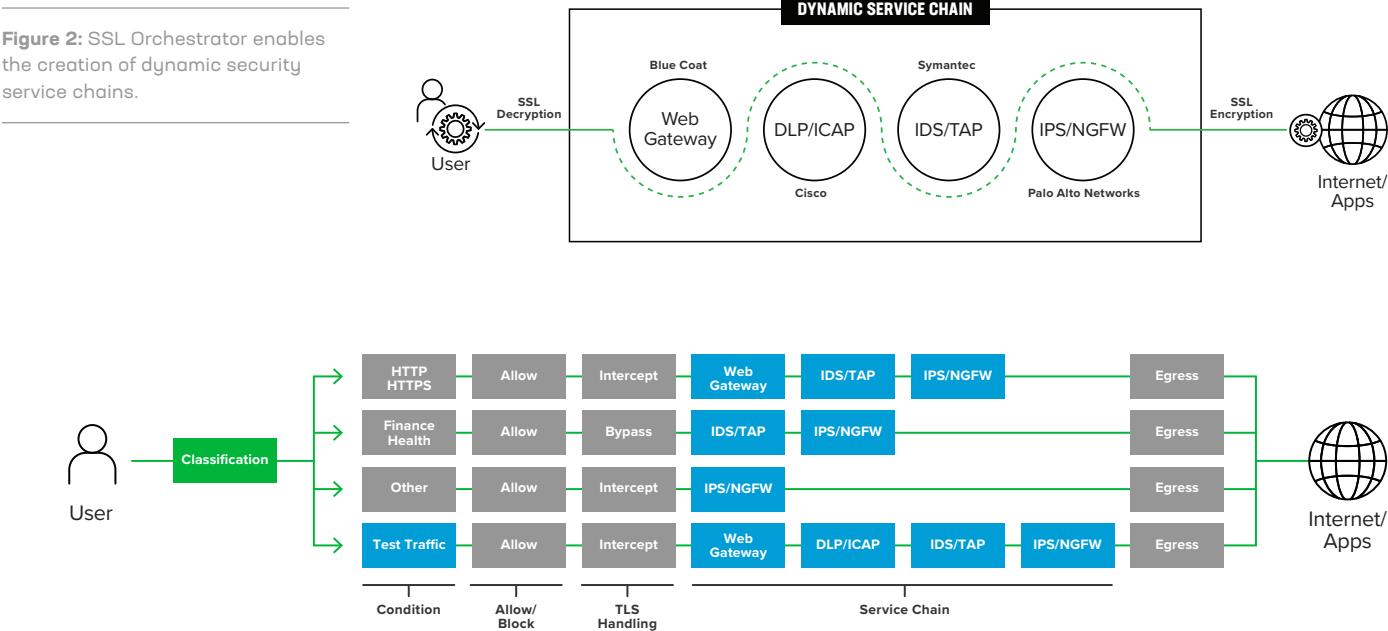 Figure 2: SSL Orchestrator enables
the creation of dynamic security
service chains.
DYNAMIC SERVICE CHAIN
User
SSL
Decryption
Blue Coat
Web
Gateway
DLP/ICAP
Cisco
Symantec
IDS/TAP
IPS/NGFW
Palo Alto Networks
SSL
Encryption
Internet/
Apps
User
Classification
HTTP
HTTPS
Allow
Intercept
Web
Gateway
IDS/TAP
IPS/NGFW
Egress
Finance
Health
Allow
Bypass
IDS/TAP
IPS/NGFW
Egress
Other
Allow
Intercept
IPS/NGFW
Egress
Test Traffic
Allow
Intercept
Web
Gateway
DLP/ICAP
IDS/TAP
IPS/NGFW
Egress
Internet/
Apps
Condition
Allow/
Block
TLS
Handling
Service Chain